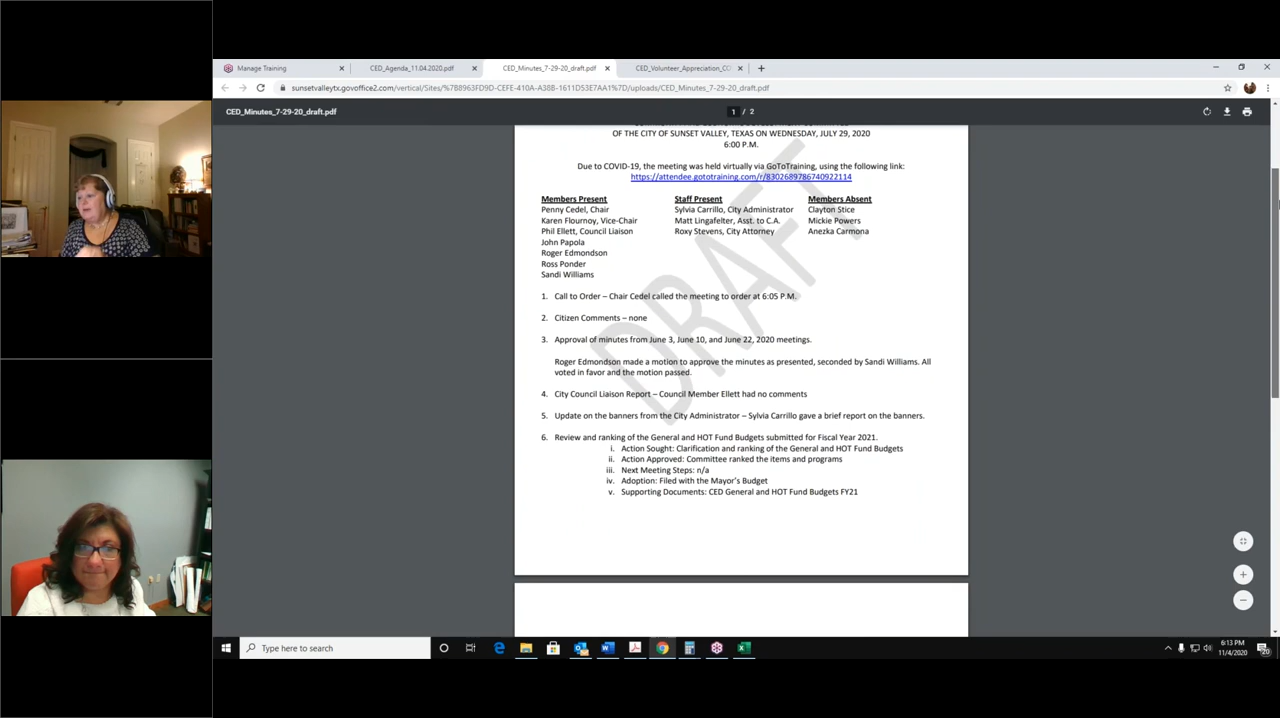 Manage Training
CED_Agenda_11.04.2020.pdf
CED_Minutes_7-29-20_draft.pdf
CED_Volunteer_Appreciation_CO
sunsetvalleytx.govoffice2.com/vertical/Sites/%7B8963FD9D-CEFE-410A-A38B-1611D53E7AA1%7D/uploads/CED_Minutes_7-29-20_draft.pdf
CED_Minutes_7-29-20_draft.pdf
1 / 2
OF THE CITY OF SUNSET VALLEY, TEXAS ON WEDNESDAY, JULY 29, 2020
6:00 P.M.
Due to COVID-19, the meeting was held virtually via GoToTraining, using the following link:
https://attendee.gototraining.com/r/8302689786740922114
Members Present Staff Present Members Absent
Penny Cedel, Chair Sylvia Carrillo, City Administrator Clayton Stice
Karen Flournoy, Vice-Chair Matt Lingafelter, Asst. to C.A. Mickie Powers
Phil Ellett, Council Liaison Roxy Stevens, City Attorney Anezka Carmona
John Papola
Roger Edmondson
Ross Ponder
Sandi Williams
1. Call to Order – Chair Cedel called the meeting to order at 6:05 P.M.
2. Citizen Comments – none
3. Approval of minutes from June 3, June 10, and June 22, 2020 meetings.
Roger Edmondson made a motion to approve the minutes as presented, seconded by Sandi Williams. All
voted in favor and the motion passed.
4. City Council Liaison Report – Council Member Ellett had no comments
5. Update on the banners from the City Administrator – Sylvia Carrillo gave a brief report on the banners.
6. Review and ranking of the General and HOT Fund Budgets submitted for Fiscal Year 2021.
i. Action Sought: Clarification and ranking of the General and HOT Fund Budgets
ii. Action Approved: Committee ranked the items and programs
iii. Next Meeting Steps: n/a
iv. Adoption: Filed with the Mayor's Budget
v. Supporting Documents: CED General and HOT Fund Budgets FY21
DRAFT
Type here to search
6:13 PM
11/4/2020
20